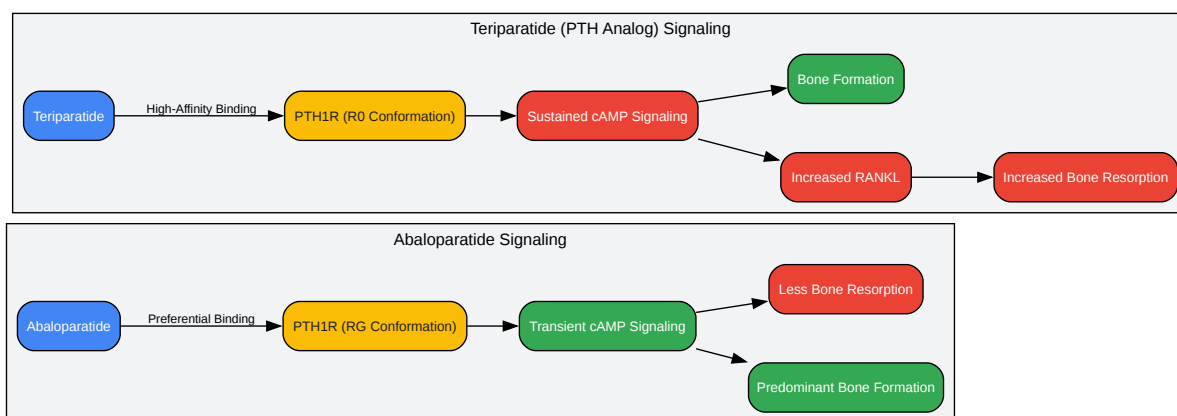 Teriparatide (PTH Analog) Signaling
Teriparatide
High-Affinity Binding
PTH1R (R0 Conformation)
Sustained cAMP Signaling
Bone Formation
Increased RANKL
Increased Bone Resorption
Abaloparatide Signaling
Abaloparatide
Preferential Binding
PTH1R (RG Conformation)
Transient cAMP Signaling
Less Bone Resorption
Predominant Bone Formation